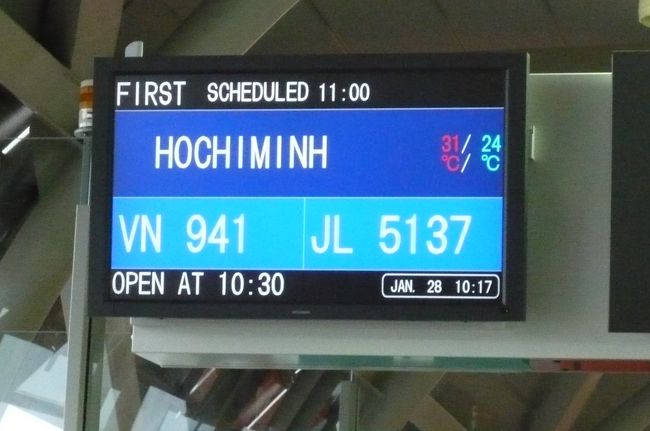 FIRST SCHEDULED 11:00
HOCHIMINH 31/24
℃/℃
VN 941 JL 5137
OPEN AT 10:30 JAN. 28 10:17